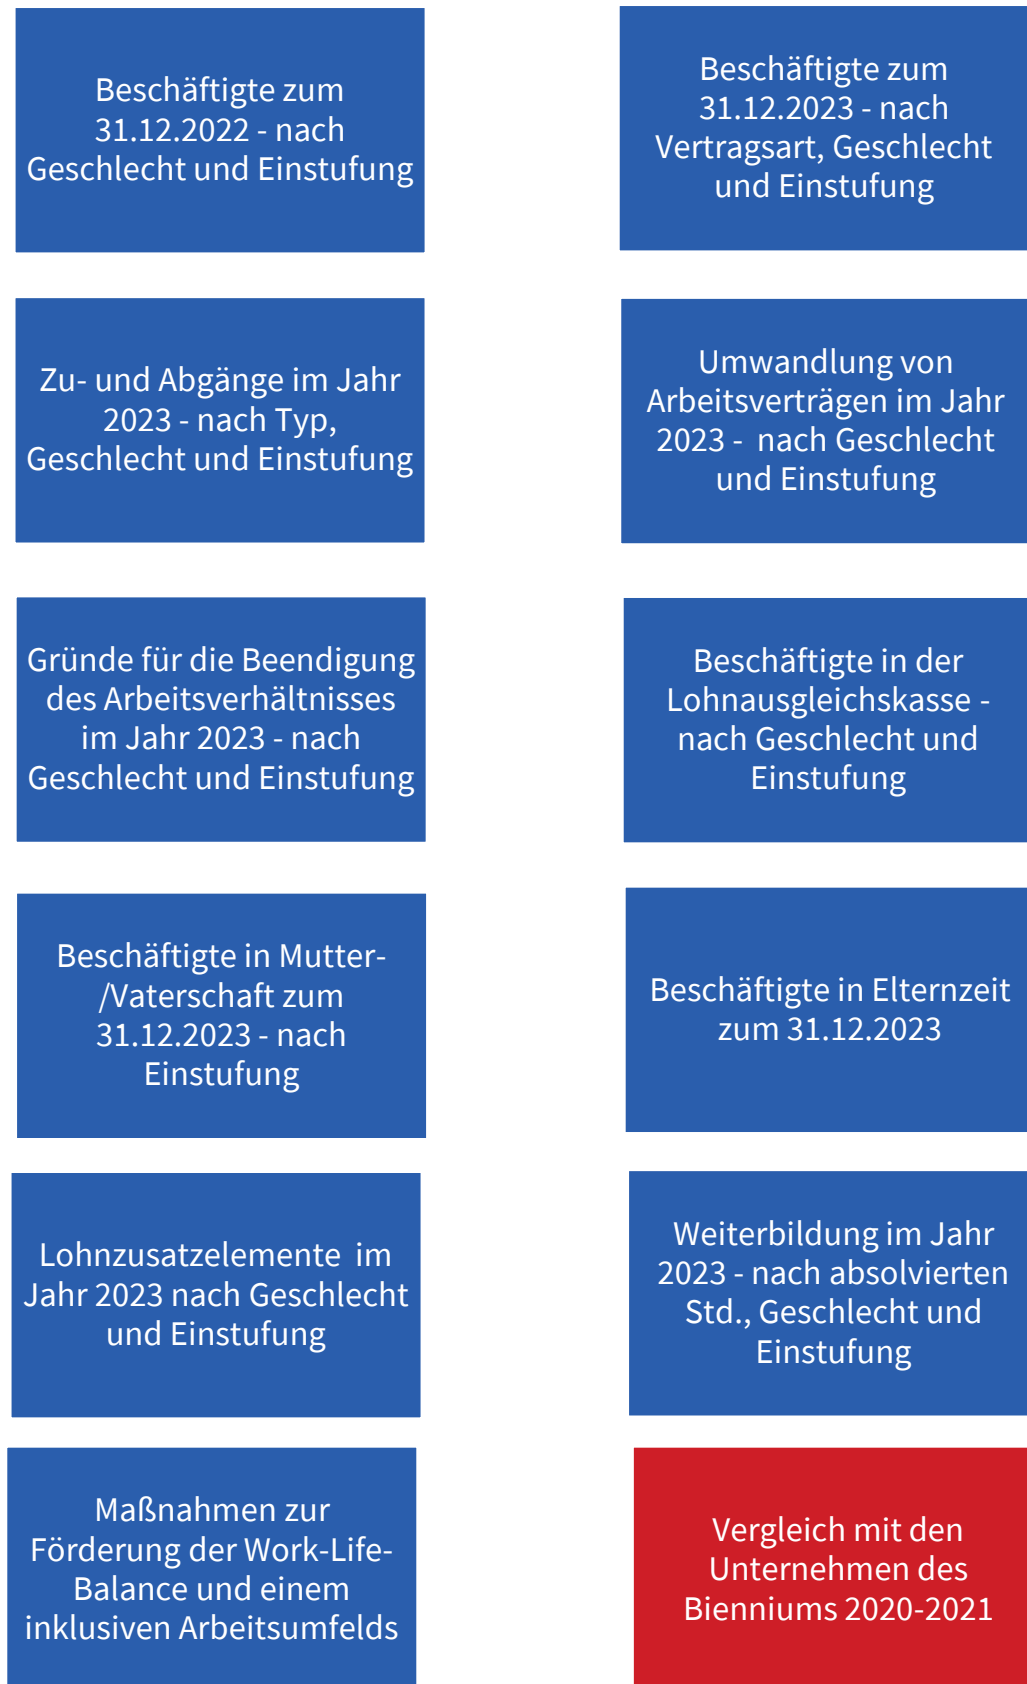 Beschäftigte zum
31.12.2022 - nach
Geschlecht und Einstufung
Beschäftigte zum
31.12.2023 - nach
Vertragsart, Geschlecht
und Einstufung
Zu- und Abgänge im Jahr
2023 - nach Typ,
Geschlecht und Einstufung
Umwandlung von
Arbeitsverträgen im Jahr
2023 -  nach Geschlecht
und Einstufung
Gründe für die Beendigung
des Arbeitsverhältnisses
im Jahr 2023 - nach
Geschlecht und Einstufung
Beschäftigte in der
Lohnausgleichskasse -
nach Geschlecht und
Einstufung
Beschäftigte in Mutter-
/Vaterschaft zum
31.12.2023 - nach
Einstufung
Beschäftigte in Elternzeit
zum 31.12.2023
Lohnzusatzelemente  im
Jahr 2023 nach Geschlecht
und Einstufung
Weiterbildung im Jahr
2023 - nach absolvierten
Std., Geschlecht und
Einstufung
Maßnahmen zur
Förderung der Work-Life-
Balance und einem
inklusiven Arbeitsumfelds
Vergleich mit den
Unternehmen des
Bienniums 2020-2021